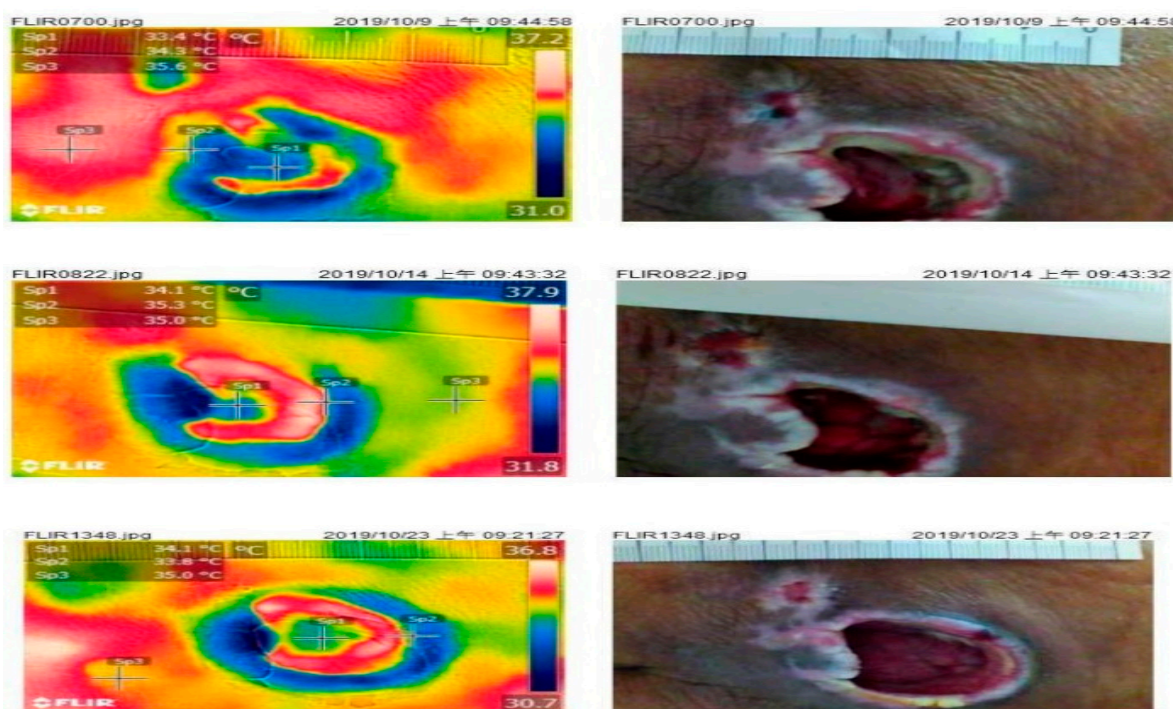 FLIR0700.jpg 2019/10/9 上午 09:44:58
Sp1 33.4 °C °C 37.2
Sp2 34.3 °C
Sp3 35.6 °C
Sp3 Sp2 Sp1
FLIR 31.0
FLIR0700.jpg 2019/10/9 上午 09:44:58
FLIR0822.jpg 2019/10/14 上午 09:43:32
Sp1 34.1 °C °C 37.9
Sp2 35.3 °C
Sp3 35.0 °C
Sp1 Sp2 Sp3
FLIR 31.8
FLIR0822.jpg 2019/10/14 上午 09:43:32
FLIR1348.jpg 2019/10/23 上午 09:21:27
Sp1 34.1 °C °C 36.8
Sp2 33.8 °C
Sp3 35.0 °C
Sp1 Sp2
Sp3
FLIR 30.7
FLIR1348.jpg 2019/10/23 上午 09:21:27